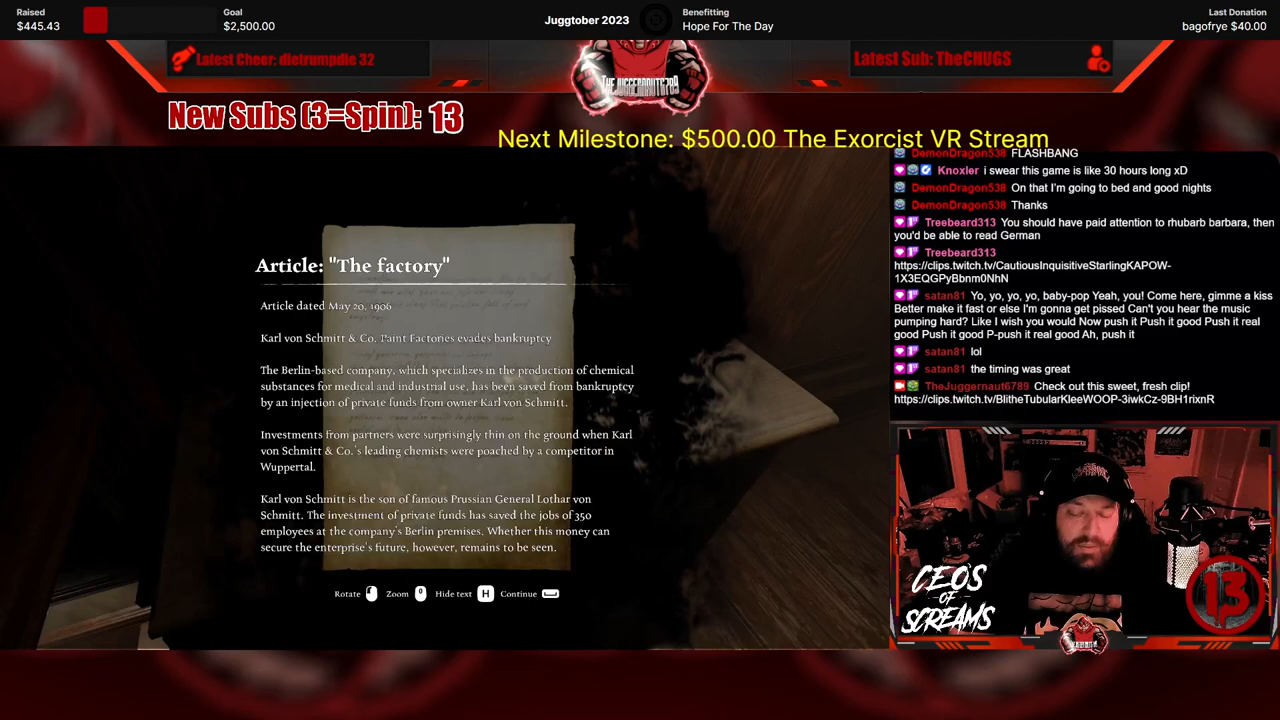 Raised
$445.43
Goal
$2,500.00
Juggtober 2023
Benefitting
Hope For The Day
Last Donation
bagofrye $40.00
Latest Cheer: dietrumpdie 32
THEJUGGERNAUT6789
Latest Sub: TheCHUGS
New Subs (3=Spin): 13
Next Milestone: $500.00 The Exorcist VR Stream
Article: "The factory"
Article dated May 20, 1906
Karl von Schmitt & Co. Paint Factories evades bankruptcy
The Berlin-based company, which specializes in the production of chemical
substances for medical and industrial use, has been saved from bankruptcy
by an injection of private funds from owner Karl von Schmitt.
Investments from partners were surprisingly thin on the ground when Karl
von Schmitt & Co.'s leading chemists were poached by a competitor in
Wuppertal.
Karl von Schmitt is the son of famous Prussian General Lothar von
Schmitt. The investment of private funds has saved the jobs of 350
employees at the company's Berlin premises. Whether this money can
secure the enterprise's future, however, remains to be seen.
Rotate Zoom Hide text H Continue
DemonDragon538 FLASHBANG
Knoxler i swear this game is like 30 hours long xD
DemonDragon538 On that I'm going to bed and good nights
DemonDragon538 Thanks
Treebeard313 You should have paid attention to rhubarb barbara, then
you'd be able to read German
Treebeard313
https://clips.twitch.tv/CautiousInquisitiveStarlingKAPOW-
1X3EQGPyBbnm0NhN
satan81 Yo, yo, yo, yo, baby-pop Yeah, you! Come here, gimme a kiss
Better make it fast or else I'm gonna get pissed Can't you hear the music
pumping hard? Like I wish you would Now push it Push it good Push it real
good Push it good P-push it real good Ah, push it
satan81 lol
satan81 the timing was great
TheJuggernaut6789 Check out this sweet, fresh clip!
https://clips.twitch.tv/BlitheTubularKleeWOOP-3iwkCz-9BH1rixnR
CEOS
OF
SCREAMS
13